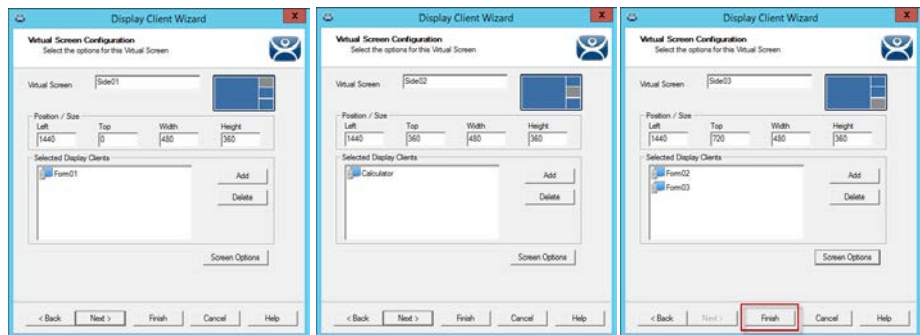 Display Client Wizard
Virtual Screen Configuration
Select the options for this Virtual Screen
Virtual Screen Side01
Position / Size
Left Top Width Height
1440 0 480 360
Selected Display Clients
Form01
Add
Delete
Screen Options
< Back Next > Finish Cancel Help
Display Client Wizard
Virtual Screen Configuration
Select the options for this Virtual Screen
Virtual Screen Side02
Position / Size
Left Top Width Height
1440 360 480 360
Selected Display Clients
Calculator
Add
Delete
Screen Options
< Back Next > Finish Cancel Help
Display Client Wizard
Virtual Screen Configuration
Select the options for this Virtual Screen
Virtual Screen Side03
Position / Size
Left Top Width Height
1440 720 480 360
Selected Display Clients
Form02
Add
Form03
Delete
Screen Options
< Back Next > Finish Cancel Help